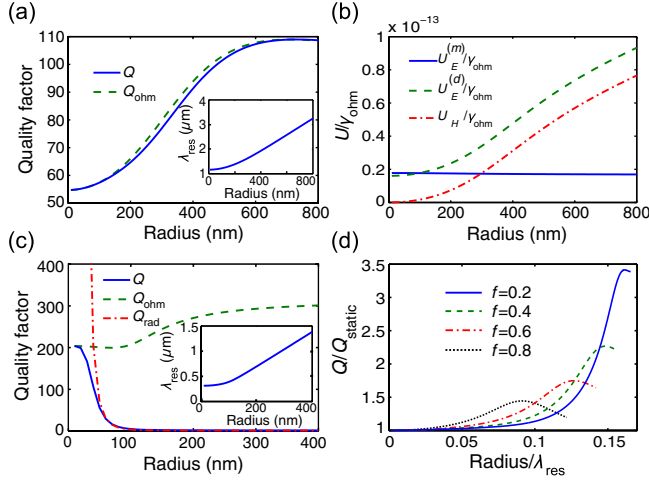 (a)
110
100
90
80
70
60
50
0 200 400 600 800
Quality factor
Radius (nm)
Q
Q_ohm
4
3
2
1
0 400 800
λ_res (μm)
Radius (nm)
(b)
× 10^-13
1
0.8
0.6
0.4
0.2
0
0 200 400 600 800
U/γ_ohm
Radius (nm)
U_E^(m)/γ_ohm
U_E^(d)/γ_ohm
U_H/γ_ohm
(c)
400
300
200
100
0
0 100 200 300 400
Quality factor
Radius (nm)
Q
Q_ohm
Q_rad
1.5
1.0
0.5
0
0 200 400
λ_res (μm)
Radius (nm)
(d)
3.5
3
2.5
2
1.5
1
0 0.05 0.1 0.15
Q/Q_static
Radius/λ_res
f=0.2
f=0.4
f=0.6
f=0.8